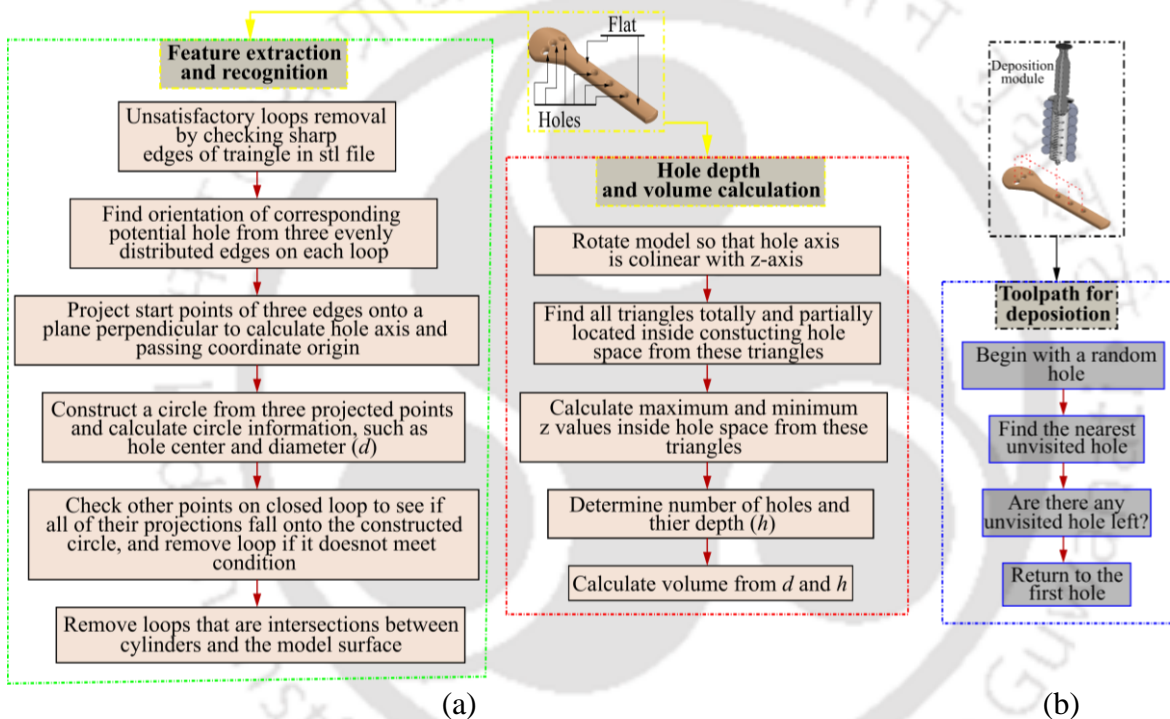 Feature extraction
and recognition
Unsatisfactory loops removal
by checking sharp
edges of traingle in stl file
Find orientation of corresponding
potential hole from three evenly
distributed edges on each loop
Project start points of three edges onto a
plane perpendicular to calculate hole axis and
passing coordinate origin
Construct a circle from three projected points
and calculate circle information, such as
hole center and diameter (d)
Check other points on closed loop to see if
all of their projections fall onto the constructed
circle, and remove loop if it doesnot meet
condition
Remove loops that are intersections between
cylinders and the model surface
Flat
Holes
Hole depth
and volume calculation
Rotate model so that hole axis
is colinear with z-axis
Find all triangles totally and partially
located inside constucting hole
space from these triangles
Calculate maximum and minimum
z values inside hole space from these
triangles
Determine number of holes and
thier depth (h)
Calculate volume from d and h
(a)
Deposition
module
Toolpath for
deposiotion
Begin with a random
hole
Find the nearest
unvisited hole
Are there any
unvisited hole left?
Return to the
first hole
(b)